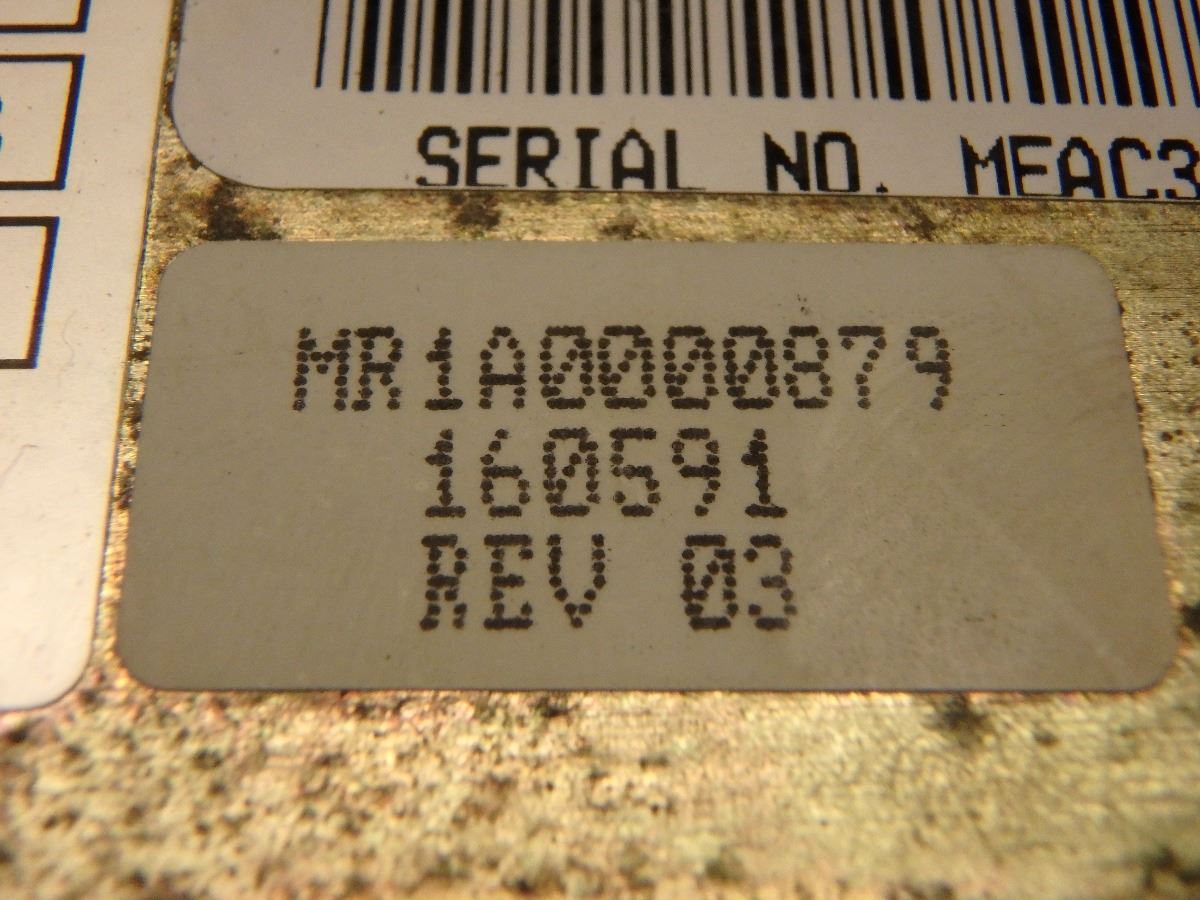 SERIAL NO. MEAC3
MR1A0000879
160591
REV 03